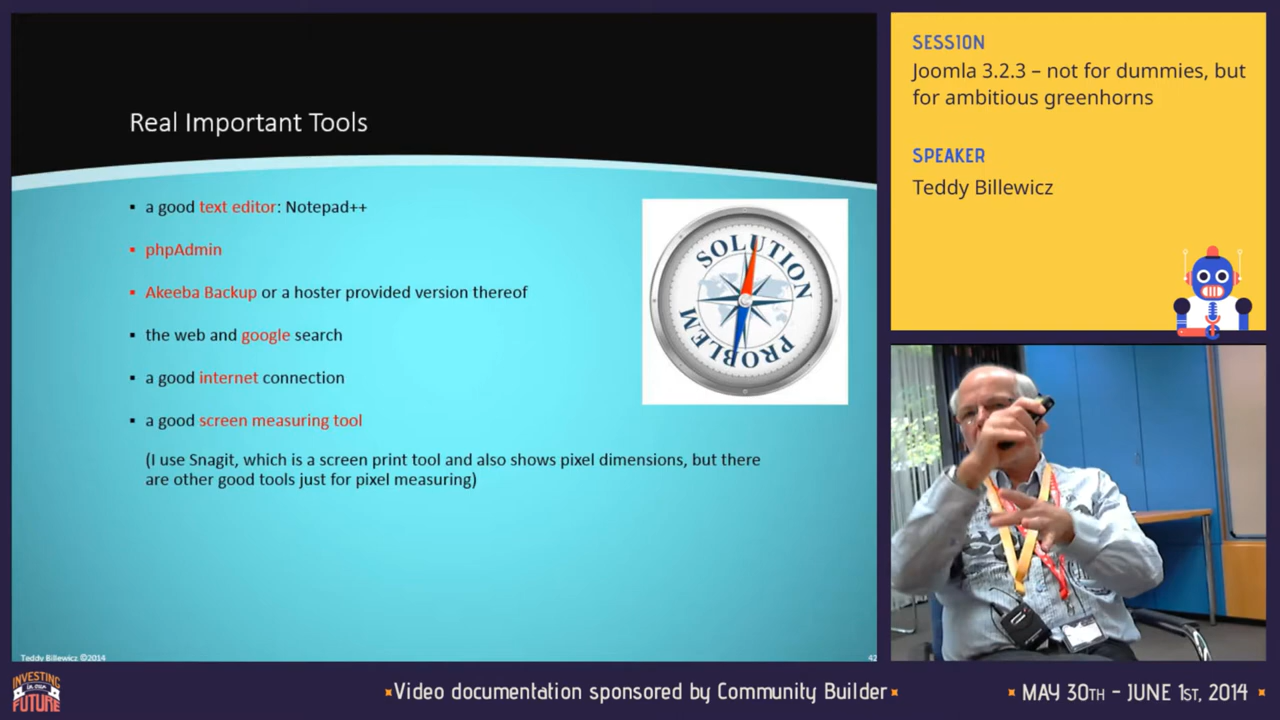 Real Important Tools
▪ a good text editor: Notepad++
▪ phpAdmin
▪ Akeeba Backup or a hoster provided version thereof
▪ the web and google search
▪ a good internet connection
▪ a good screen measuring tool
(I use Snagit, which is a screen print tool and also shows pixel dimensions, but there
are other good tools just for pixel measuring)
SOLUTION
PROBLEM
Teddy Billewicz ©2014
42
SESSION
Joomla 3.2.3 – not for dummies, but
for ambitious greenhorns
SPEAKER
Teddy Billewicz
INVESTING
IN OUR
FUTURE
Video documentation sponsored by Community Builder
MAY 30TH - JUNE 1ST, 2014